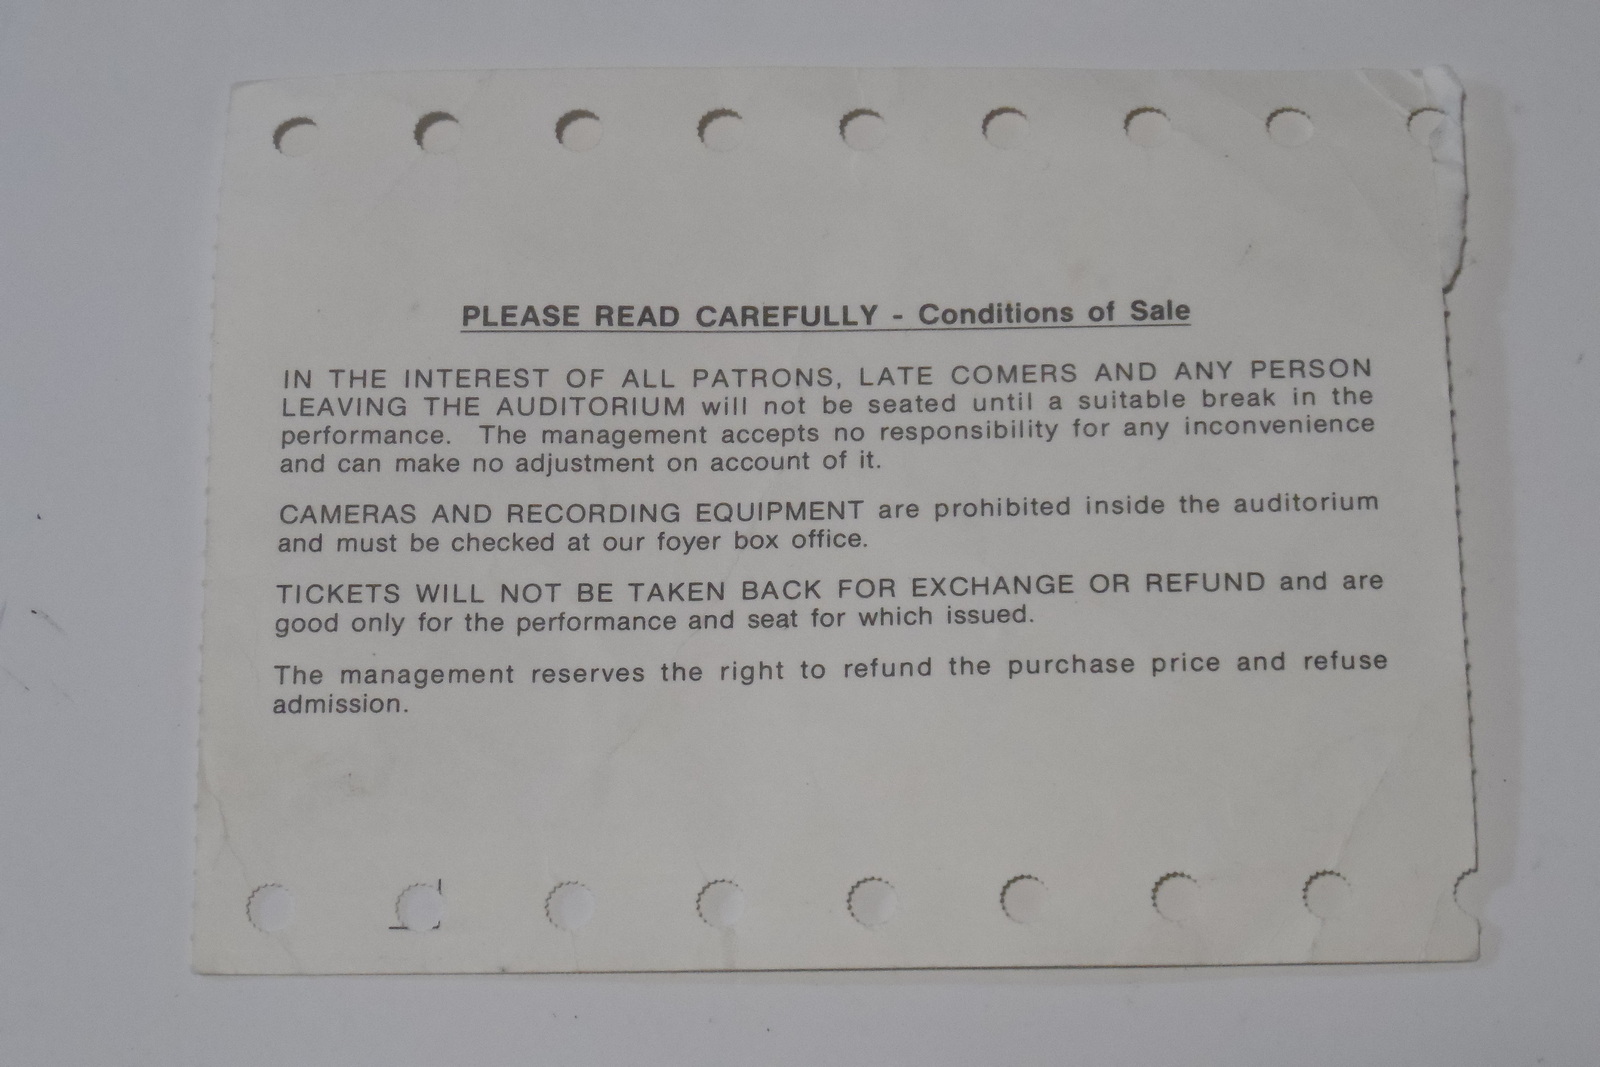 PLEASE READ CAREFULLY - Conditions of Sale
IN THE INTEREST OF ALL PATRONS, LATE COMERS AND ANY PERSON
LEAVING THE AUDITORIUM will not be seated until a suitable break in the
performance. The management accepts no responsibility for any inconvenience
and can make no adjustment on account of it.
CAMERAS AND RECORDING EQUIPMENT are prohibited inside the auditorium
and must be checked at our foyer box office.
TICKETS WILL NOT BE TAKEN BACK FOR EXCHANGE OR REFUND and are
good only for the performance and seat for which issued.
The management reserves the right to refund the purchase price and refuse
admission.